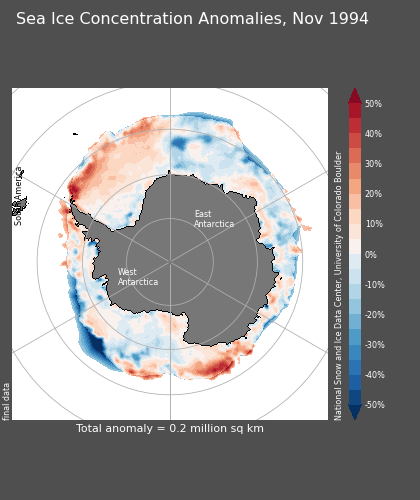 Sea Ice Concentration Anomalies, Nov 1994
South America
East
Antarctica
West
Antarctica
final data
50%
40%
30%
20%
10%
0%
-10%
-20%
-30%
-40%
-50%
National Snow and Ice Data Center, University of Colorado Boulder
Total anomaly = 0.2 million sq km